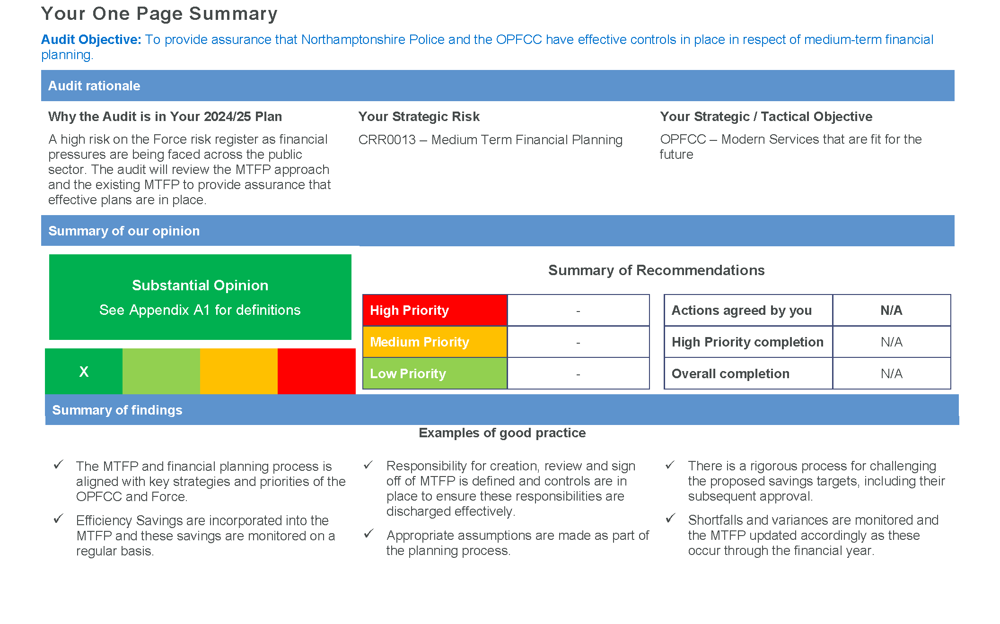 Your One Page Summary
Audit Objective: To provide assurance that Northamptonshire Police and the OPFCC have effective controls in place in respect of medium-term financial
planning.
Audit rationale
Why the Audit is in Your 2024/25 Plan
A high risk on the Force risk register as financial
pressures are being faced across the public
sector. The audit will review the MTFP approach
and the existing MTFP to provide assurance that
effective plans are in place.
Your Strategic Risk
CRR0013 – Medium Term Financial Planning
Your Strategic / Tactical Objective
OPFCC – Modern Services that are fit for the
future
Summary of our opinion
Substantial Opinion
See Appendix A1 for definitions
X
Summary of Recommendations
High Priority -
Medium Priority -
Low Priority -
Actions agreed by you N/A
High Priority completion N/A
Overall completion N/A
Summary of findings
Examples of good practice
✓ The MTFP and financial planning process is
aligned with key strategies and priorities of the
OPFCC and Force.
✓ Efficiency Savings are incorporated into the
MTFP and these savings are monitored on a
regular basis.
✓ Responsibility for creation, review and sign
off of MTFP is defined and controls are in
place to ensure these responsibilities are
discharged effectively.
✓ Appropriate assumptions are made as part of
the planning process.
✓ There is a rigorous process for challenging
the proposed savings targets, including their
subsequent approval.
✓ Shortfalls and variances are monitored and
the MTFP updated accordingly as these
occur through the financial year.